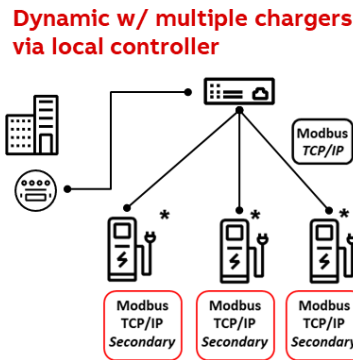 Dynamic w/ multiple chargers
via local controller
Modbus
TCP/IP
*
*
*
Modbus
TCP/IP
Secondary
Modbus
TCP/IP
Secondary
Modbus
TCP/IP
Secondary